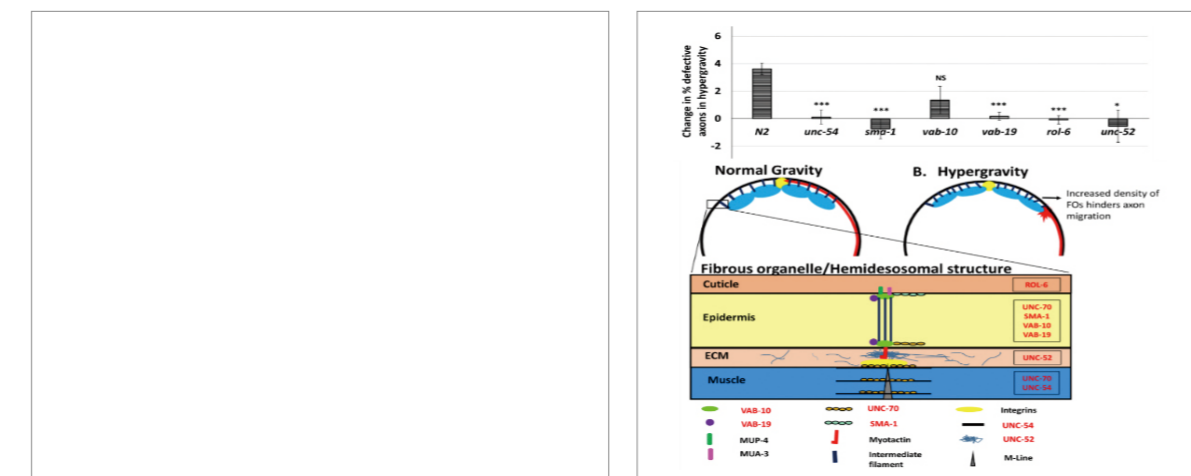 Change in % defective
axons in hypergravity
6
4
2
0
-2
NS
***
***
***
***
*
N2
unc-54
sma-1
vab-10
vab-19
rol-6
unc-52
Normal Gravity
B. Hypergravity
Increased density of
FOs hinders axon
migration
Fibrous organelle/Hemidesosomal structure
Cuticle
ROL-6
Epidermis
UNC-70
SMA-1
VAB-10
VAB-19
ECM
UNC-52
Muscle
UNC-70
UNC-54
VAB-10
UNC-70
Integrins
VAB-19
SMA-1
UNC-54
MUP-4
Myotactin
UNC-52
MUA-3
Intermediate
filament
M-Line